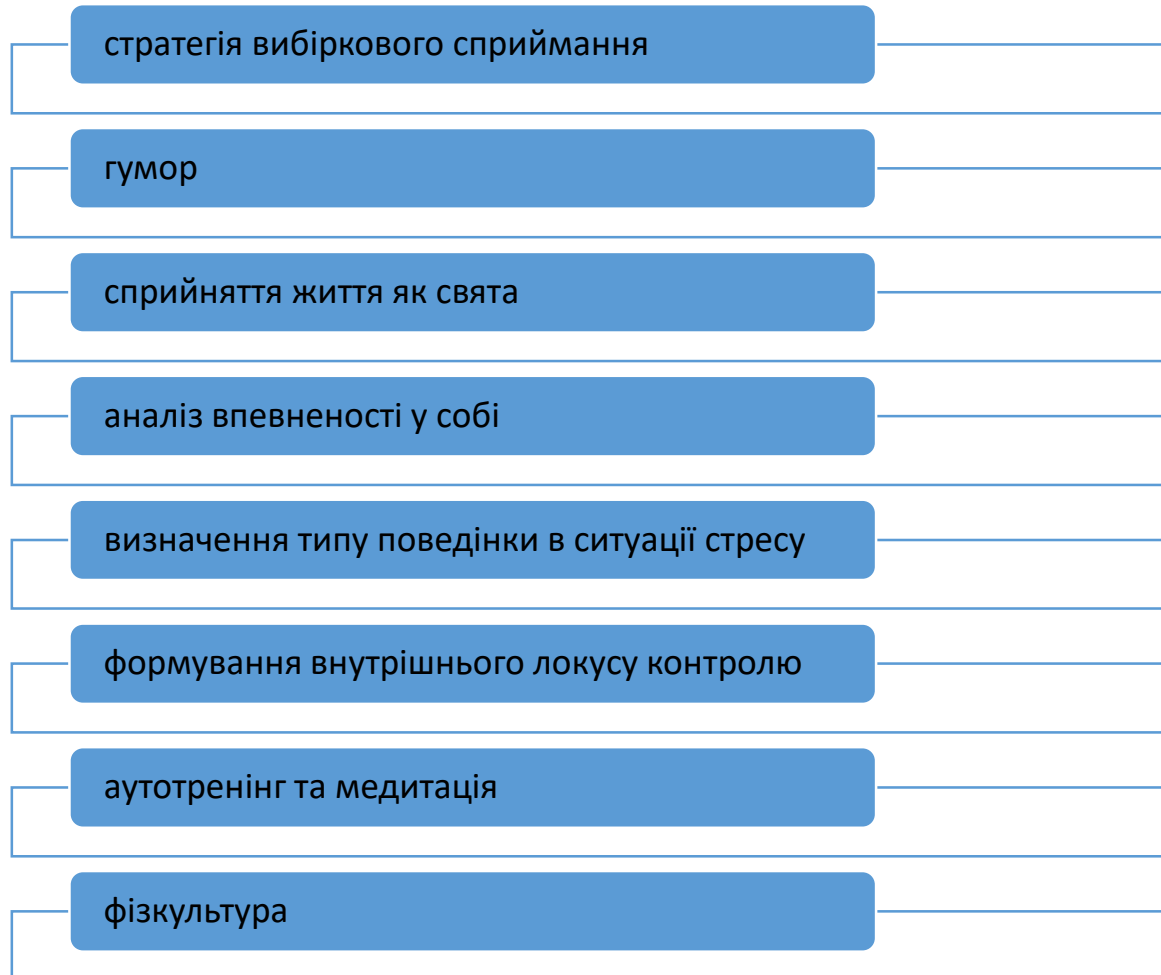 стратегія вибіркового сприймання
гумор
сприйняття життя як свята
аналіз впевненості у собі
визначення типу поведінки в ситуації стресу
формування внутрішнього локусу контролю
аутотренінг та медитація
фізкультура